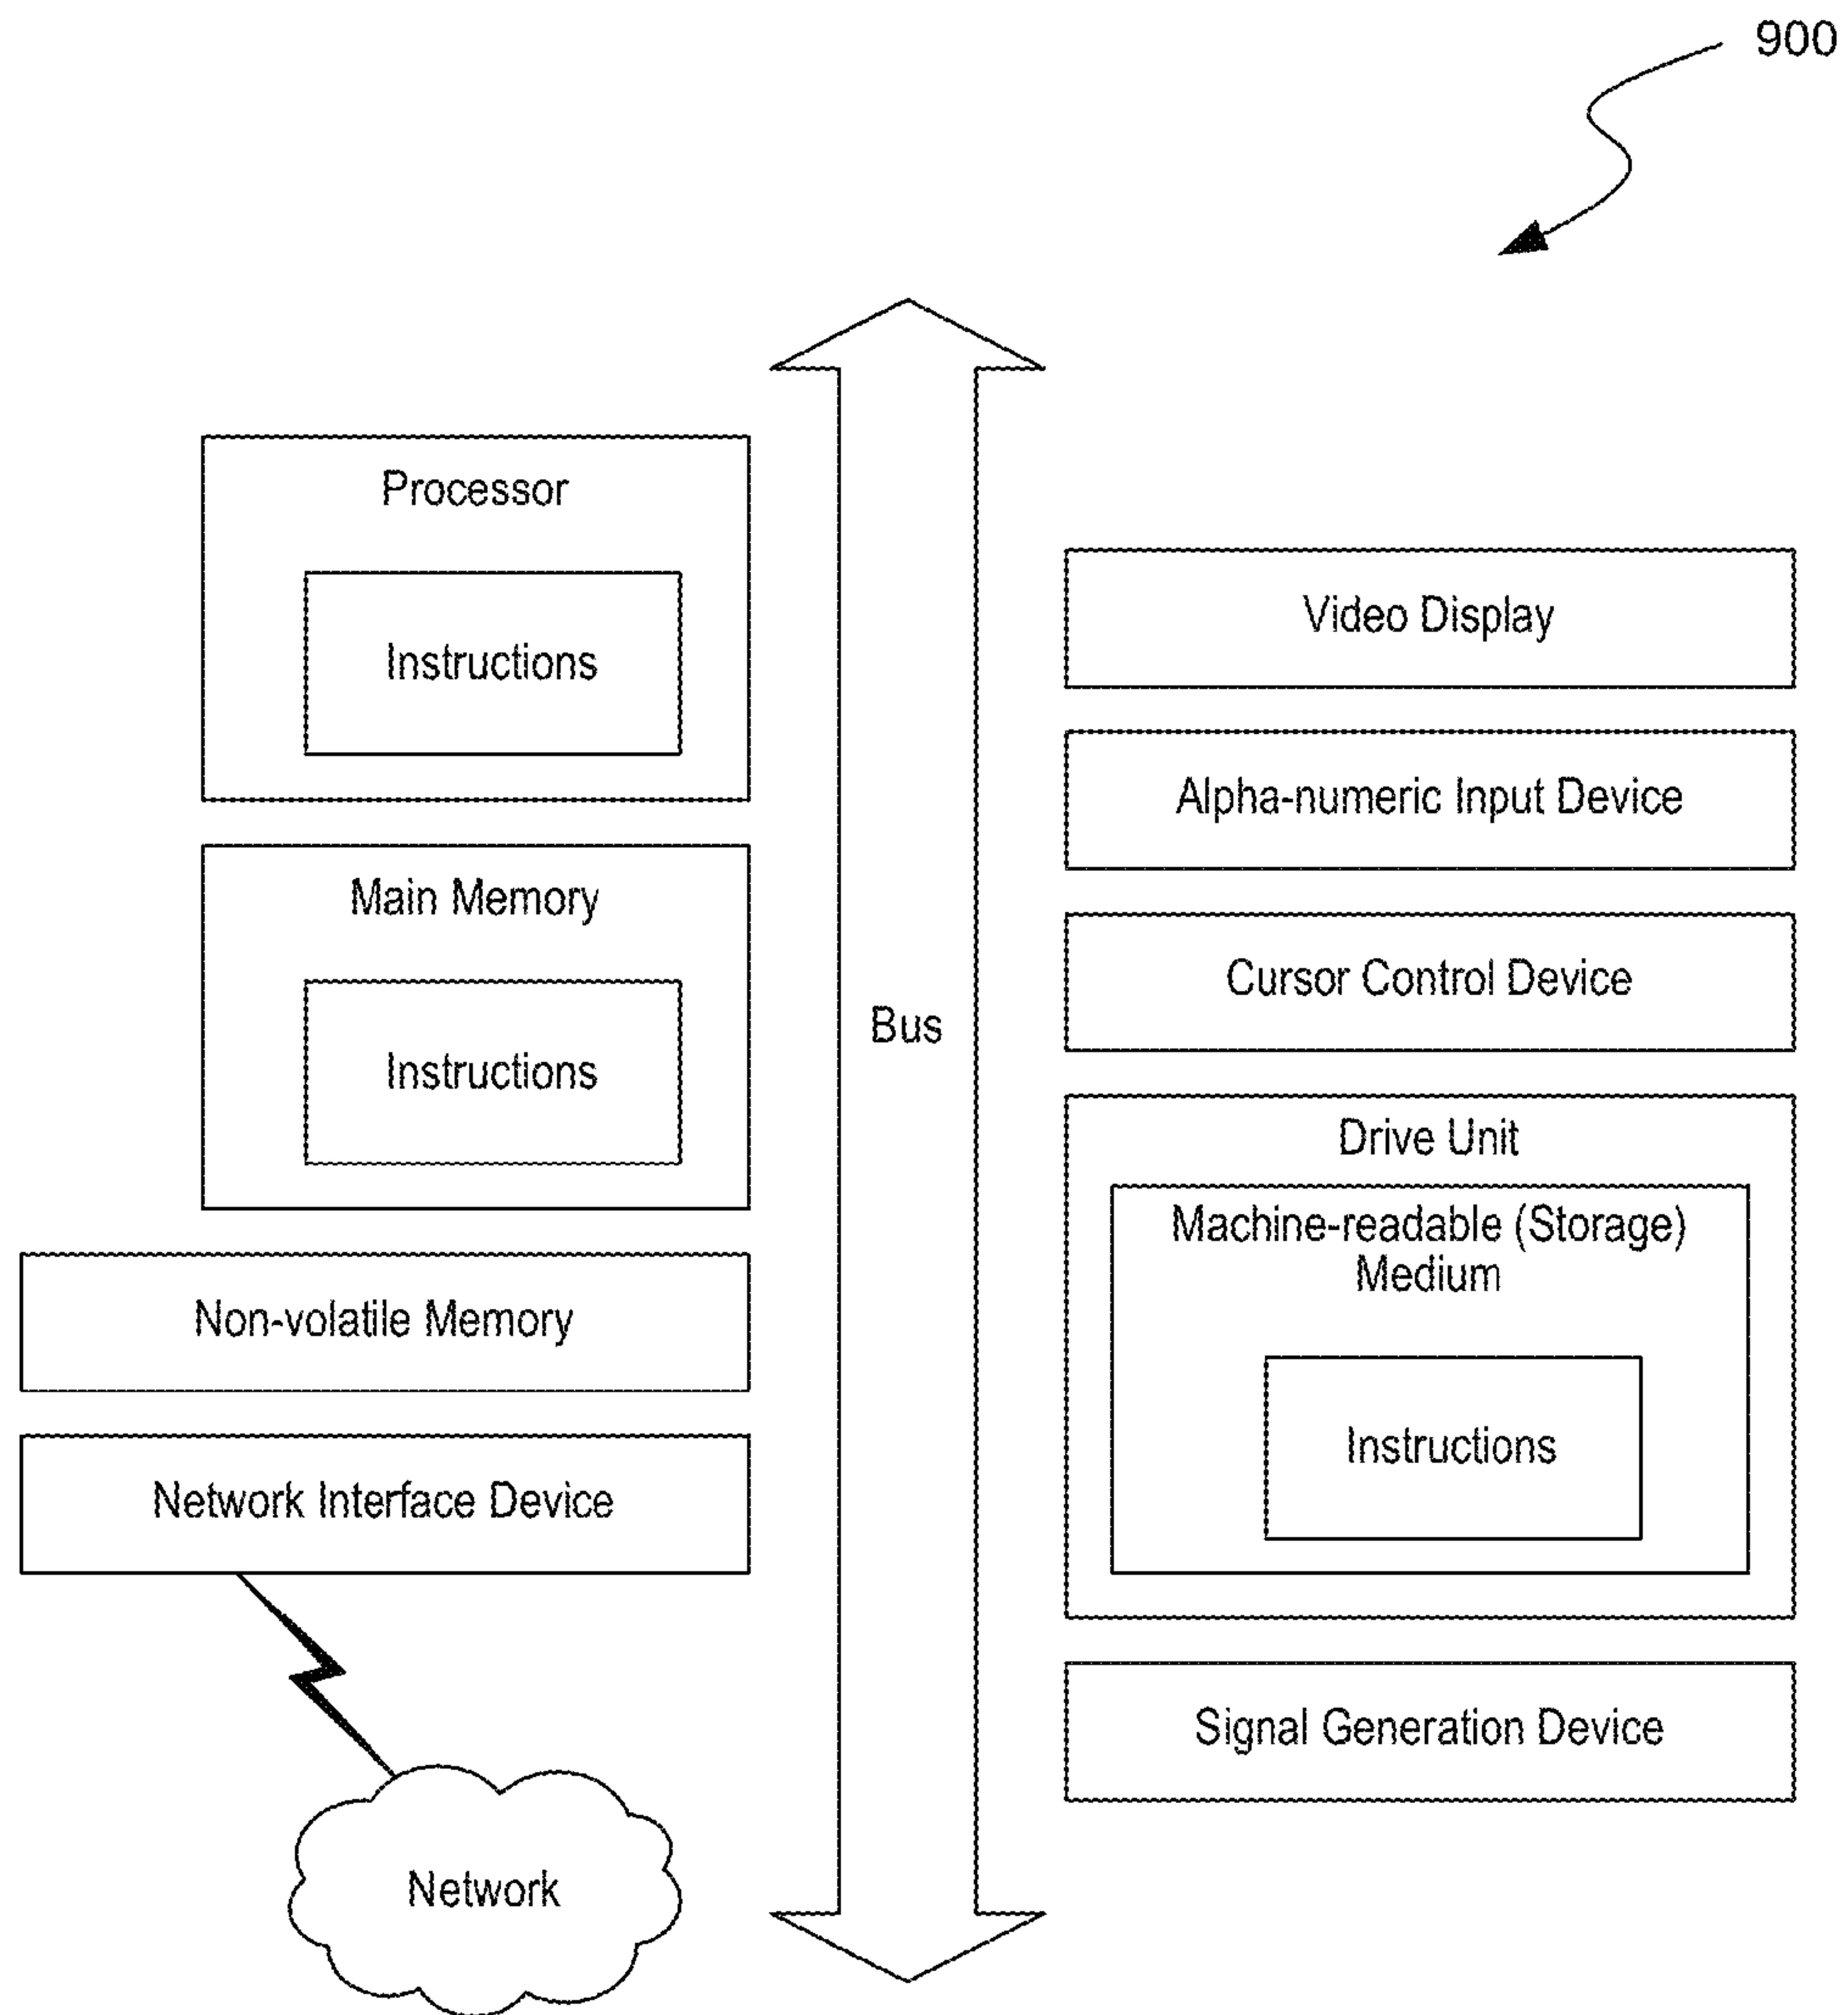 900
Processor
Instructions
Main Memory
Instructions
Non-volatile Memory
Network Interface Device
Network
Bus
Video Display
Alpha-numeric Input Device
Cursor Control Device
Drive Unit
Machine-readable (Storage)
Medium
Instructions
Signal Generation Device